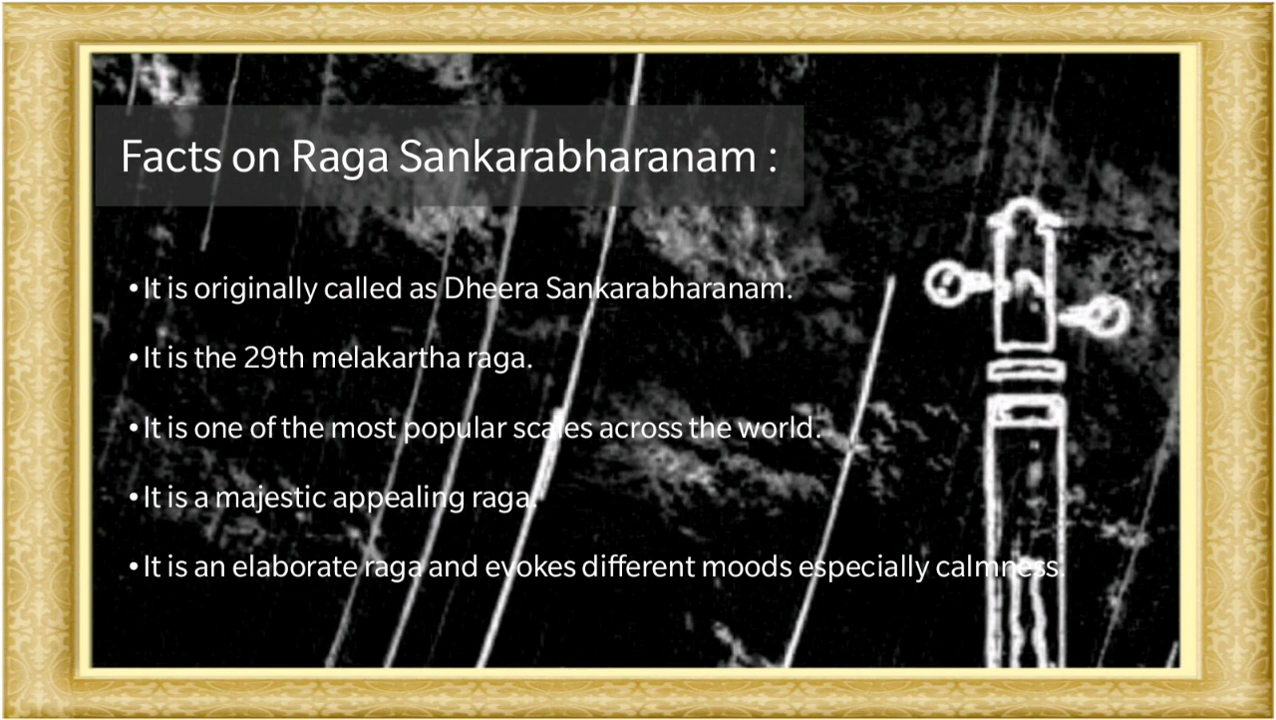 Facts on Raga Sankarabharanam :
•It is originally called as Dheera Sankarabharanam.
•It is the 29th melakartha raga.
•It is one of the most popular scales across the world.
•It is a majestic appealing raga.
•It is an elaborate raga and evokes different moods especially calmness.